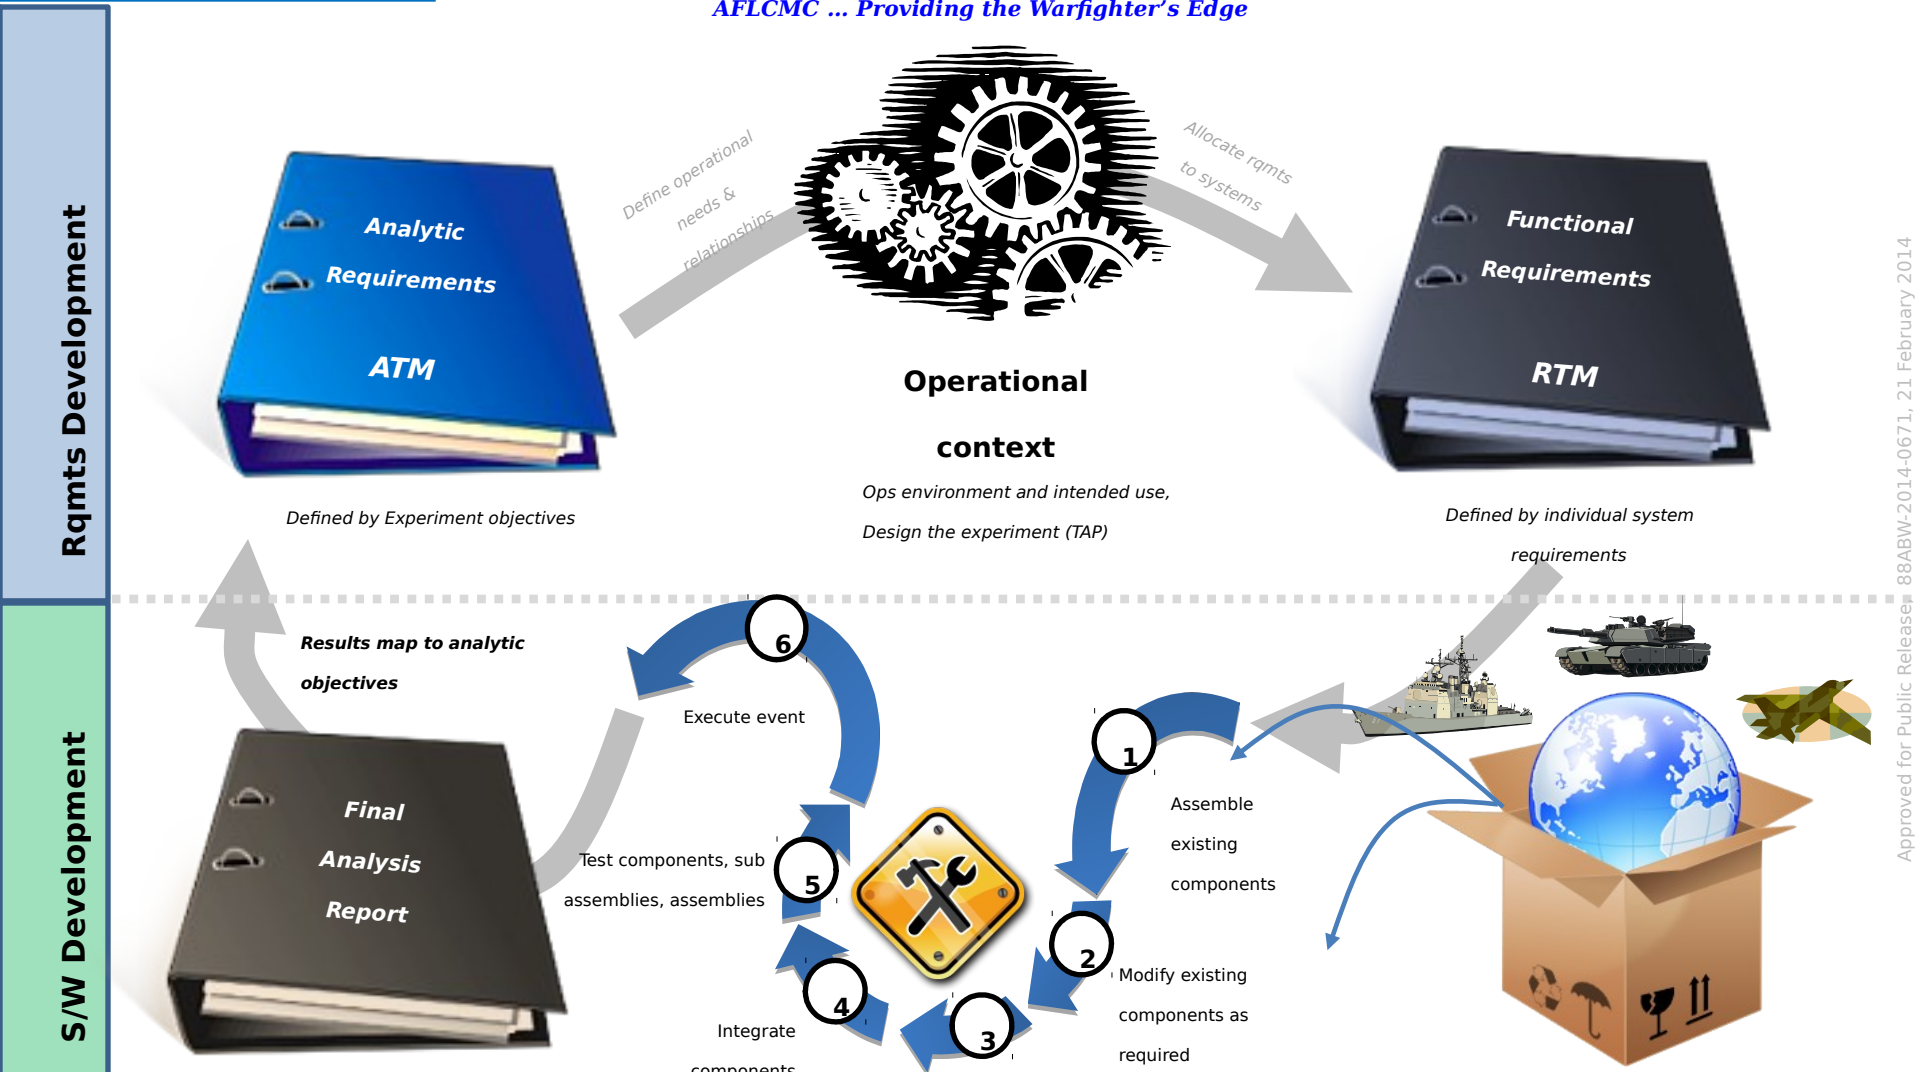 AFLCMC … Providing the Warfighter’s Edge
Rqmts Development
Analytic
Requirements
ATM
Define operational
needs &
relationships
Allocate rqmts
to systems
Functional
Requirements
RTM
Operational
context
Ops environment and intended use,
Design the experiment (TAP)
Defined by Experiment objectives
Defined by individual system
requirements
S/W Development
Results map to analytic
objectives
Final
Analysis
Report
6
Execute event
1
Assemble
existing
components
Test components, sub
assemblies, assemblies
5
2
Modify existing
components as
required
4
Integrate
components
3
Approved for Public Release, 88ABW-2014-0671, 21 February 2014